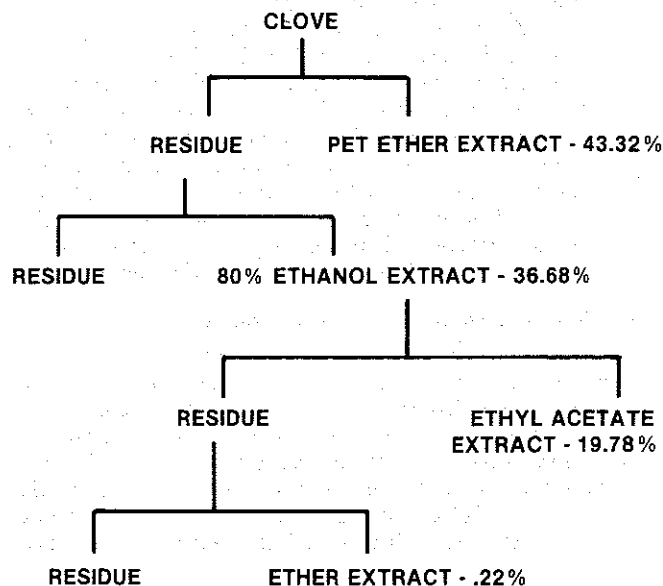 CLOVE
RESIDUE PET ETHER EXTRACT - 43.32%
RESIDUE 80% ETHANOL EXTRACT - 36.68%
RESIDUE ETHYL ACETATE
EXTRACT - 19.78%
RESIDUE ETHER EXTRACT - .22%